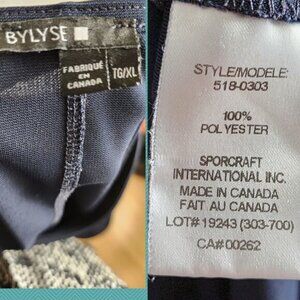 BYLYSE
FABRIQUÉ
EN
CANADA
TG/XL
STYLE/MODELE:
518-0303
100%
POLYESTER
SPORCRAFT
INTERNATIONAL INC.
MADE IN CANADA
FAIT AU CANADA
LOT# 19243 (303-700)
CA# 00262